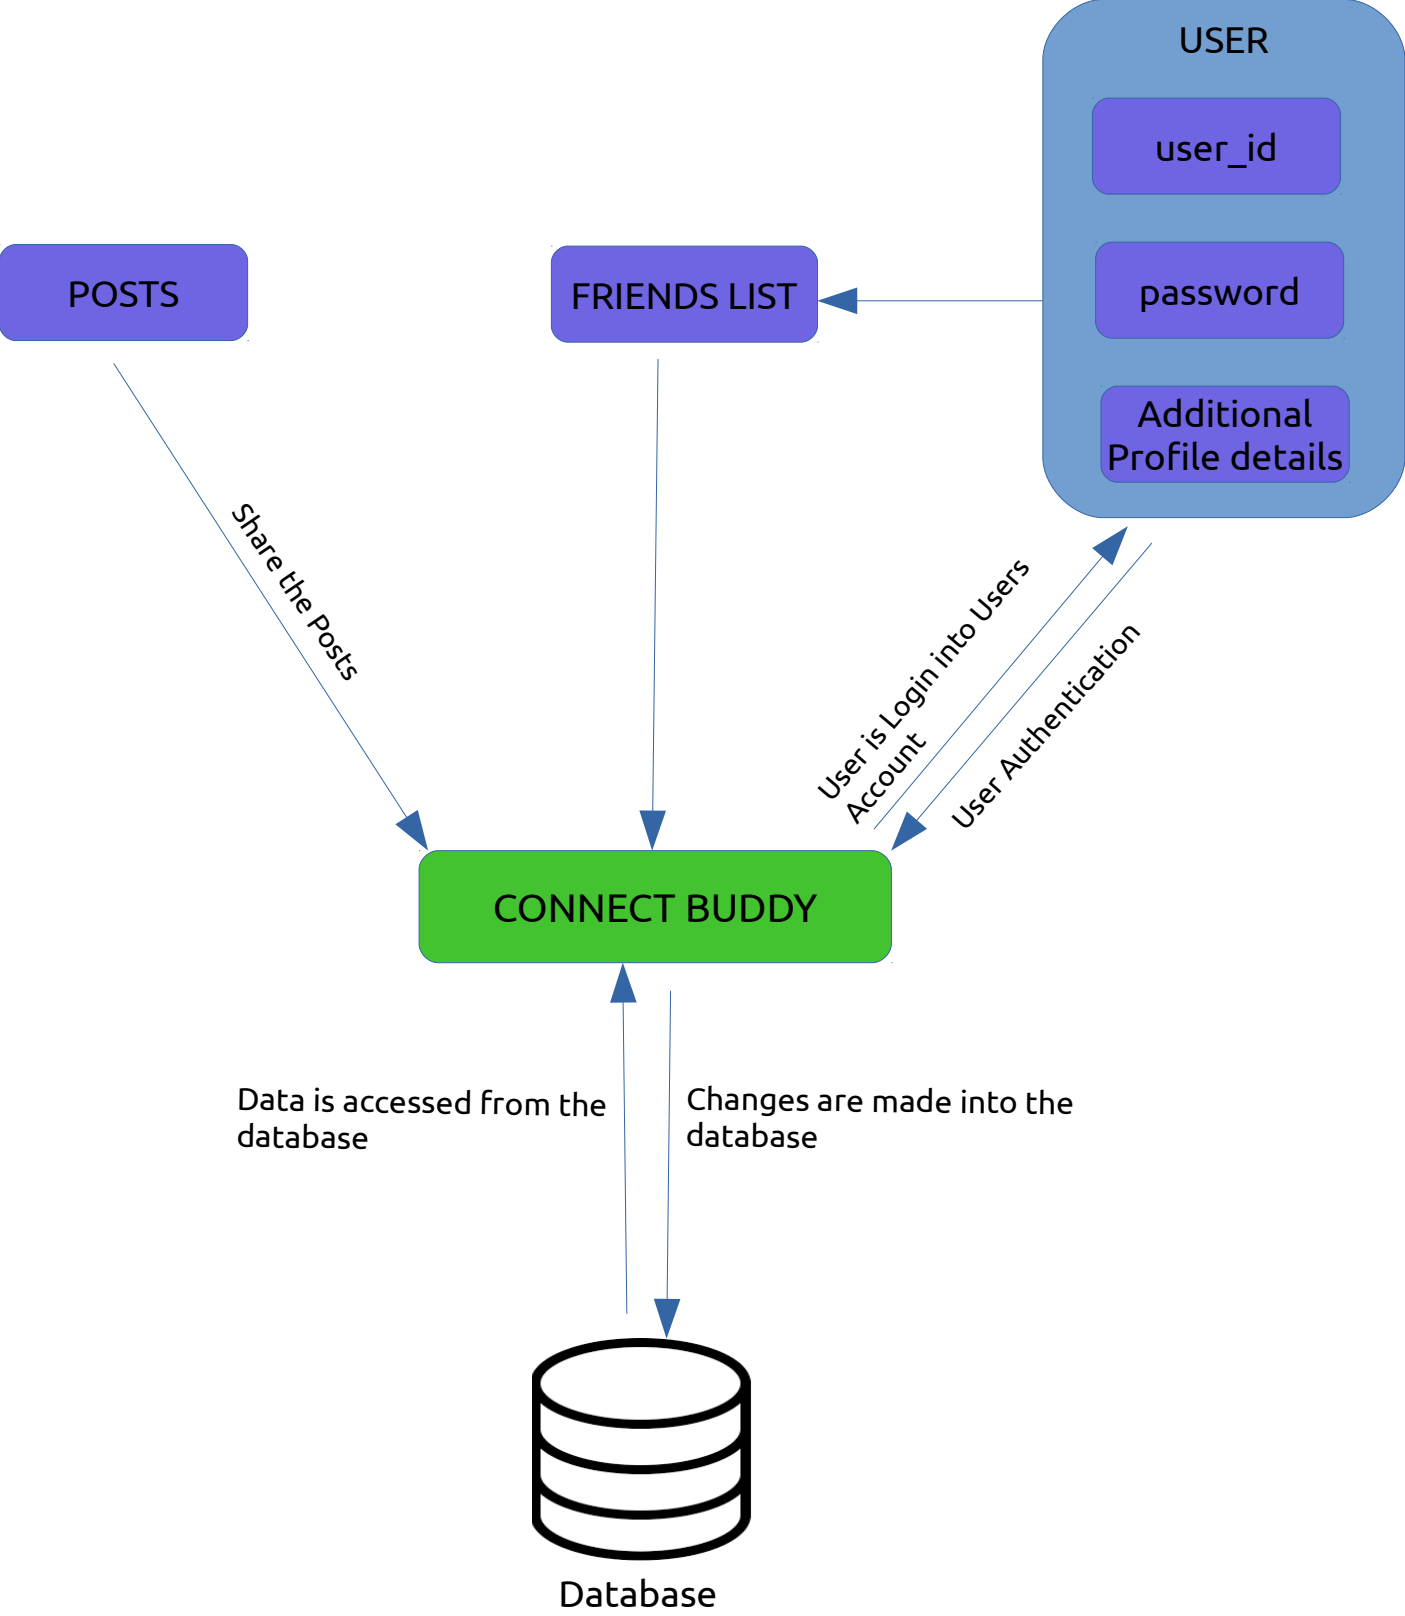 USER
user_id
password
Additional
Profile details
POSTS
FRIENDS LIST
Share the Posts
User is Login into Users
Account
User Authentication
CONNECT BUDDY
Data is accessed from the
database
Changes are made into the
database
Database